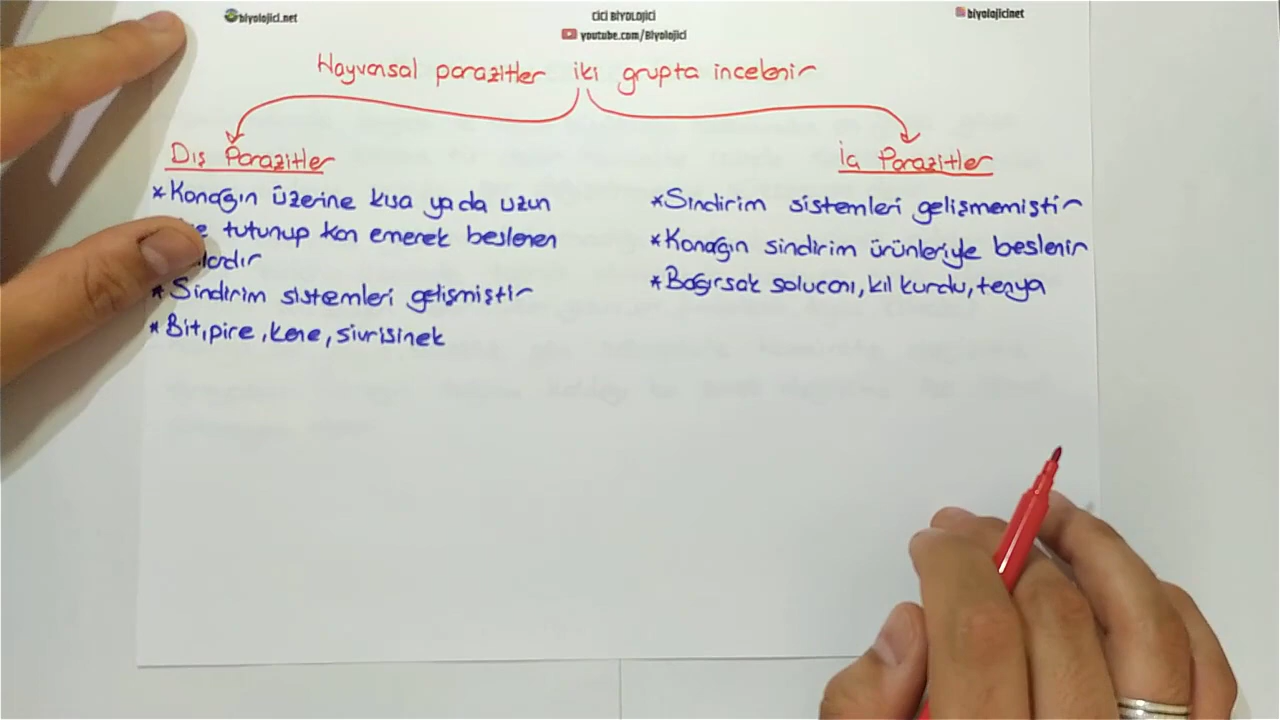 biyolojici.net
CİCİ BİYOLOJİCİ
youtube.com/Biyolojici
biyolojicinet
Hayvansal parazitler iki grupta incelenir
Dış Parazitler
*Konağın üzerine kısa yada uzun
tutunup kan emerek beslenen
*Sindirim sistemleri gelişmiştir
*Bit, pire, kene, sivrisinek
İç Parazitler
*Sindirim sistemleri gelişmemiştir
*Konağın sindirim ürünleriyle beslenir
*Bağırsak solucanı, kıl kurdu, tenya